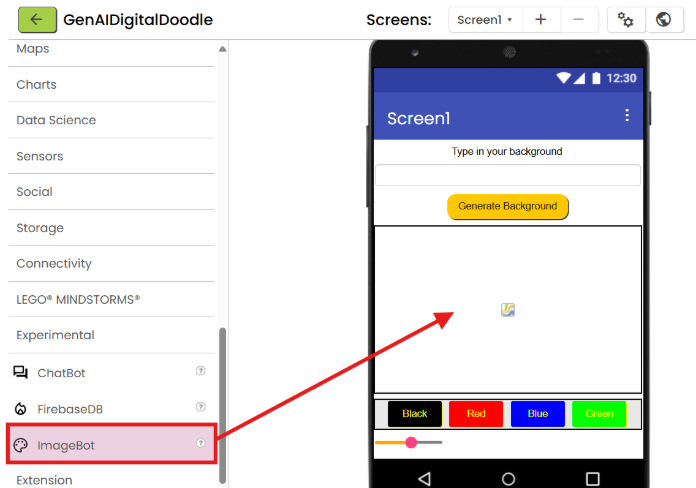 GenAIDigitalDoodle
Screens:
Screen1
Maps
Charts
Data Science
Sensors
Social
Storage
Connectivity
LEGO® MINDSTORMS®
Experimental
ChatBot
?
FirebaseDB
?
ImageBot
?
Extension
12:30
Screen1
Type in your background
Generate Background
Black Red Blue Green